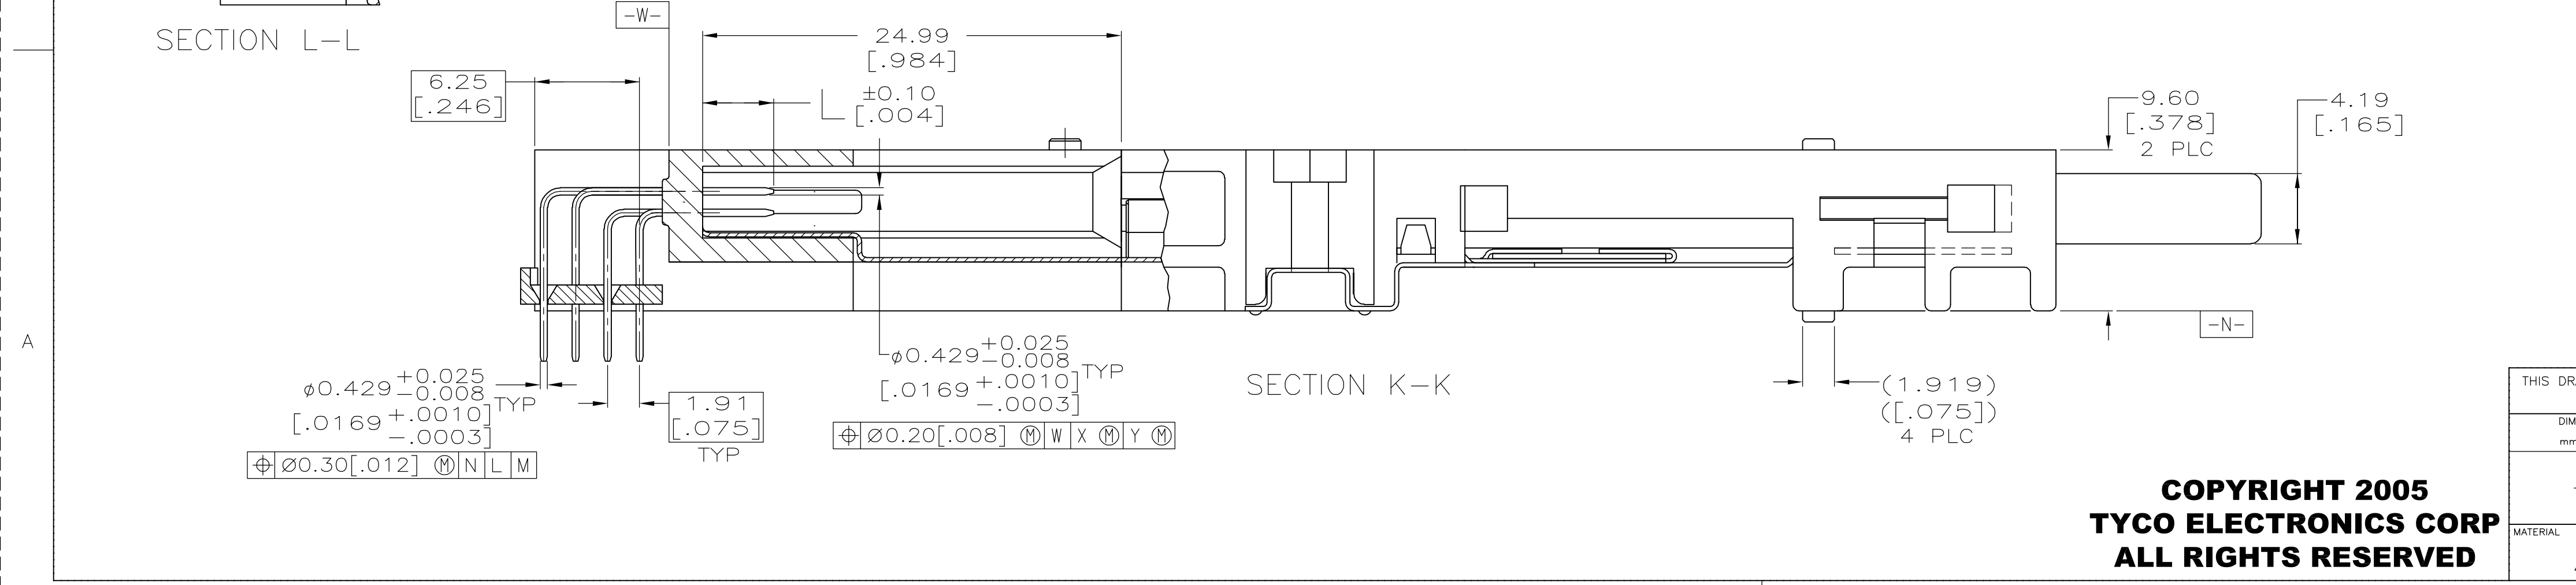 SECTION L-L
-W-
24.99
[.984]
6.25
[.246]
L ±0.10
[.004]
9.60
[.378]
2 PLC
4.19
[.165]
A
-N-
ø0.429 +0.025
-0.008
[.0169 +.0010]
-.0003]
TYP
⌖ Ø0.30[.012] Ⓜ N L M
1.91
[.075]
TYP
ø0.429 +0.025
-0.008
[.0169 +.0010]
-.0003]
TYP
⌖ Ø0.20[.008] Ⓜ W X Ⓜ Y Ⓜ
SECTION K-K
(1.919)
([.075])
4 PLC
THIS DR
DIM
mm
MATERIAL
COPYRIGHT 2005
TYCO ELECTRONICS CORP
ALL RIGHTS RESERVED